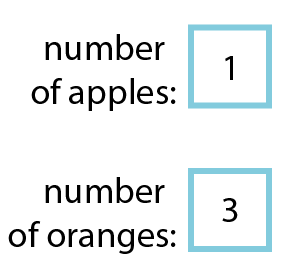 number
of apples: 1
number
of oranges: 3